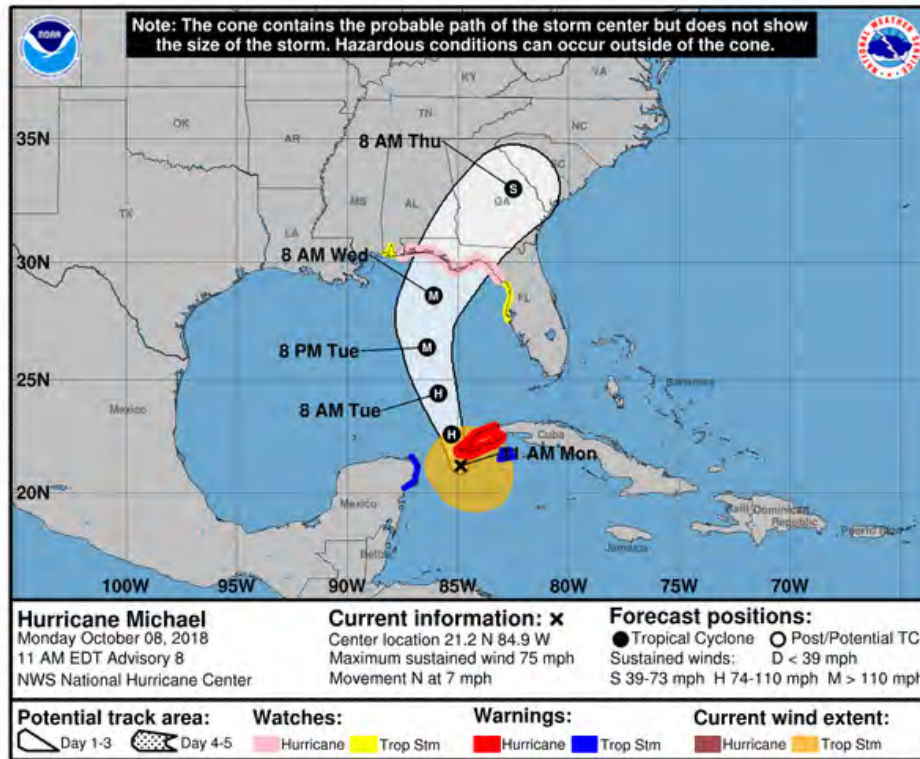 Note: The cone contains the probable path of the storm center but does not show
the size of the storm. Hazardous conditions can occur outside of the cone.
NOAA
NATIONAL WEATHER SERVICE
KY
VA
35N
OK
AR
TN
NC
8 AM Thu
SC
S
TX
MS
AL
GA
LA
30N
8 AM Wed
M
FL
8 PM Tue
M
25N
Bahamas
Mexico
8 AM Tue
H
H
Cuba
11 AM Mon
20N
Mexico
Haiti
Dominican
Republic
Puerto Rico
Jamaica
Belize
100W
95W
90W
85W
80W
75W
70W
Hurricane Michael
Monday October 08, 2018
11 AM EDT Advisory 8
NWS National Hurricane Center
Current information: x
Center location 21.2 N 84.9 W
Maximum sustained wind 75 mph
Movement N at 7 mph
Forecast positions:
Tropical Cyclone Post/Potential TC
Sustained winds: D < 39 mph
S 39-73 mph H 74-110 mph M > 110 mph
Potential track area:
Day 1-3 Day 4-5
Watches:
Hurricane Trop Stm
Warnings:
Hurricane Trop Stm
Current wind extent:
Hurricane Trop Stm